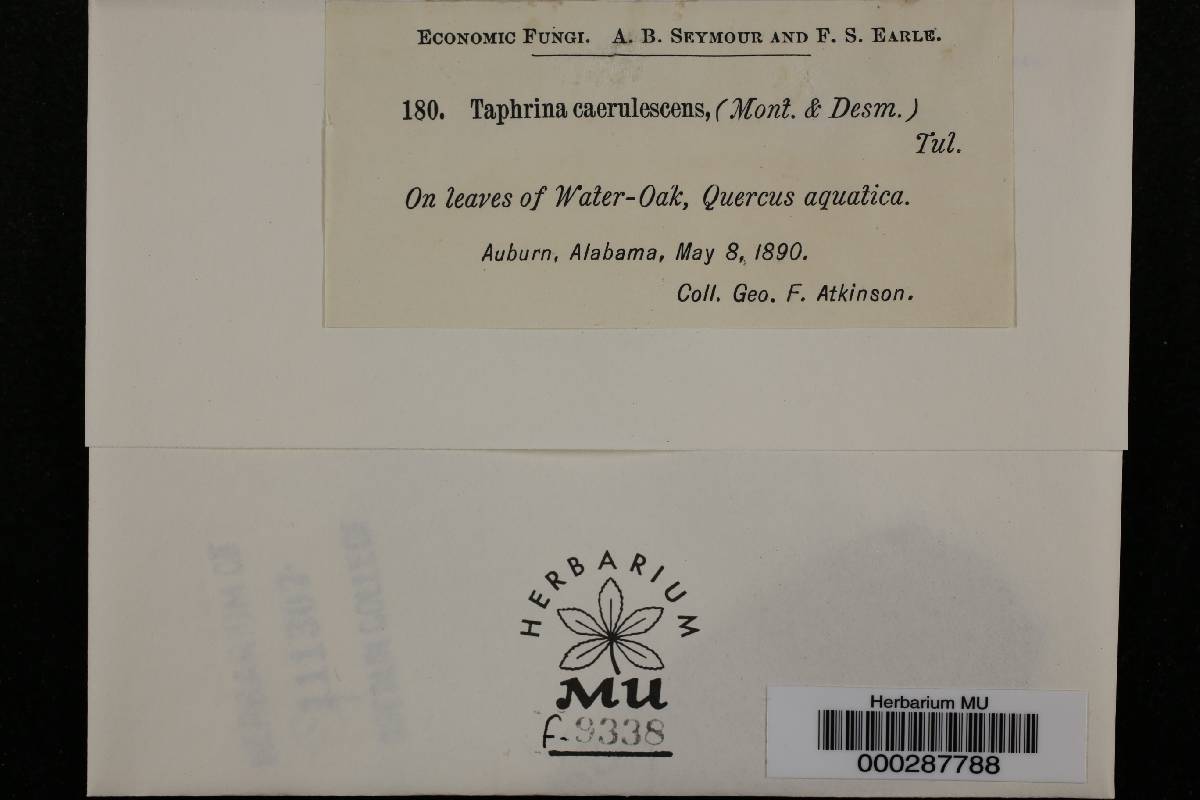 ECONOMIC FUNGI. A. B. SEYMOUR AND F. S. EARLE.
180. Taphrina caerulescens, (Mont. & Desm.)
Tul.
On leaves of Water-Oak, Quercus aquatica.
Auburn, Alabama, May 8, 1890.
Coll. Geo. F. Atkinson.
HERBARIUM
MU
f.9338
Herbarium MU
000287788